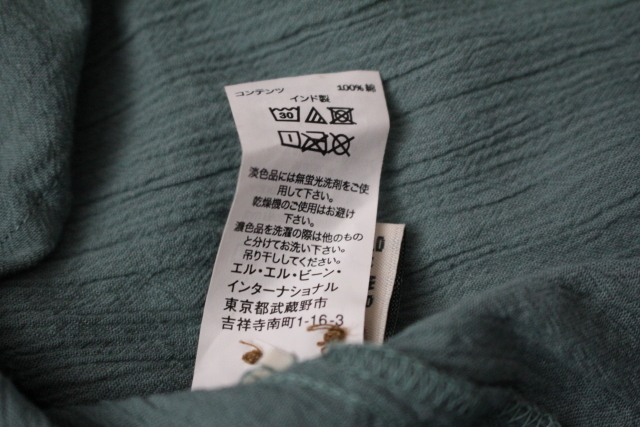 コンテンツ 100% 綿
インド製
30
淡色品には無蛍光洗剤をご使
用して下さい。
乾燥機のご使用はお避け
下さい。
濃色品を洗濯の際は他のもの
と分けてお洗い下さい。
吊り干ししてください。
エル・エル・ビーン・
インターナショナル
東京都武蔵野市
吉祥寺南町1-16-3